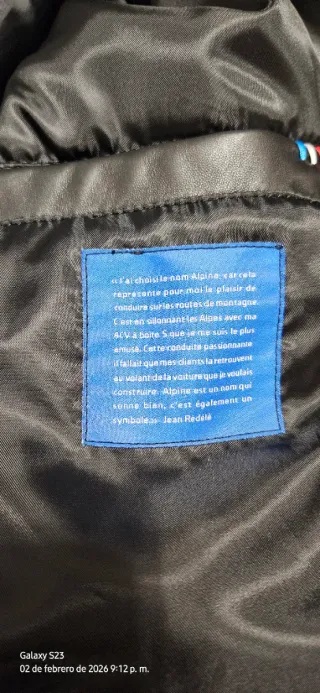 « J'ai choisi le nom Alpine, car cela
représente pour moi le plaisir de
conduire sur les routes de montagne
C'est en sillonnant les Alpes avec ma
4CV à boîte 5 que je me suis le plus
amusé. Cette conduite passionnante
il fallait que mes clients la retrouvent
au volant de la voiture que je voulais
construire. Alpine est un nom qui
sonne bien, c'est également un
symbole.» Jean Rédélé
Galaxy S23
02 de febrero de 2026 9:12 p. m.